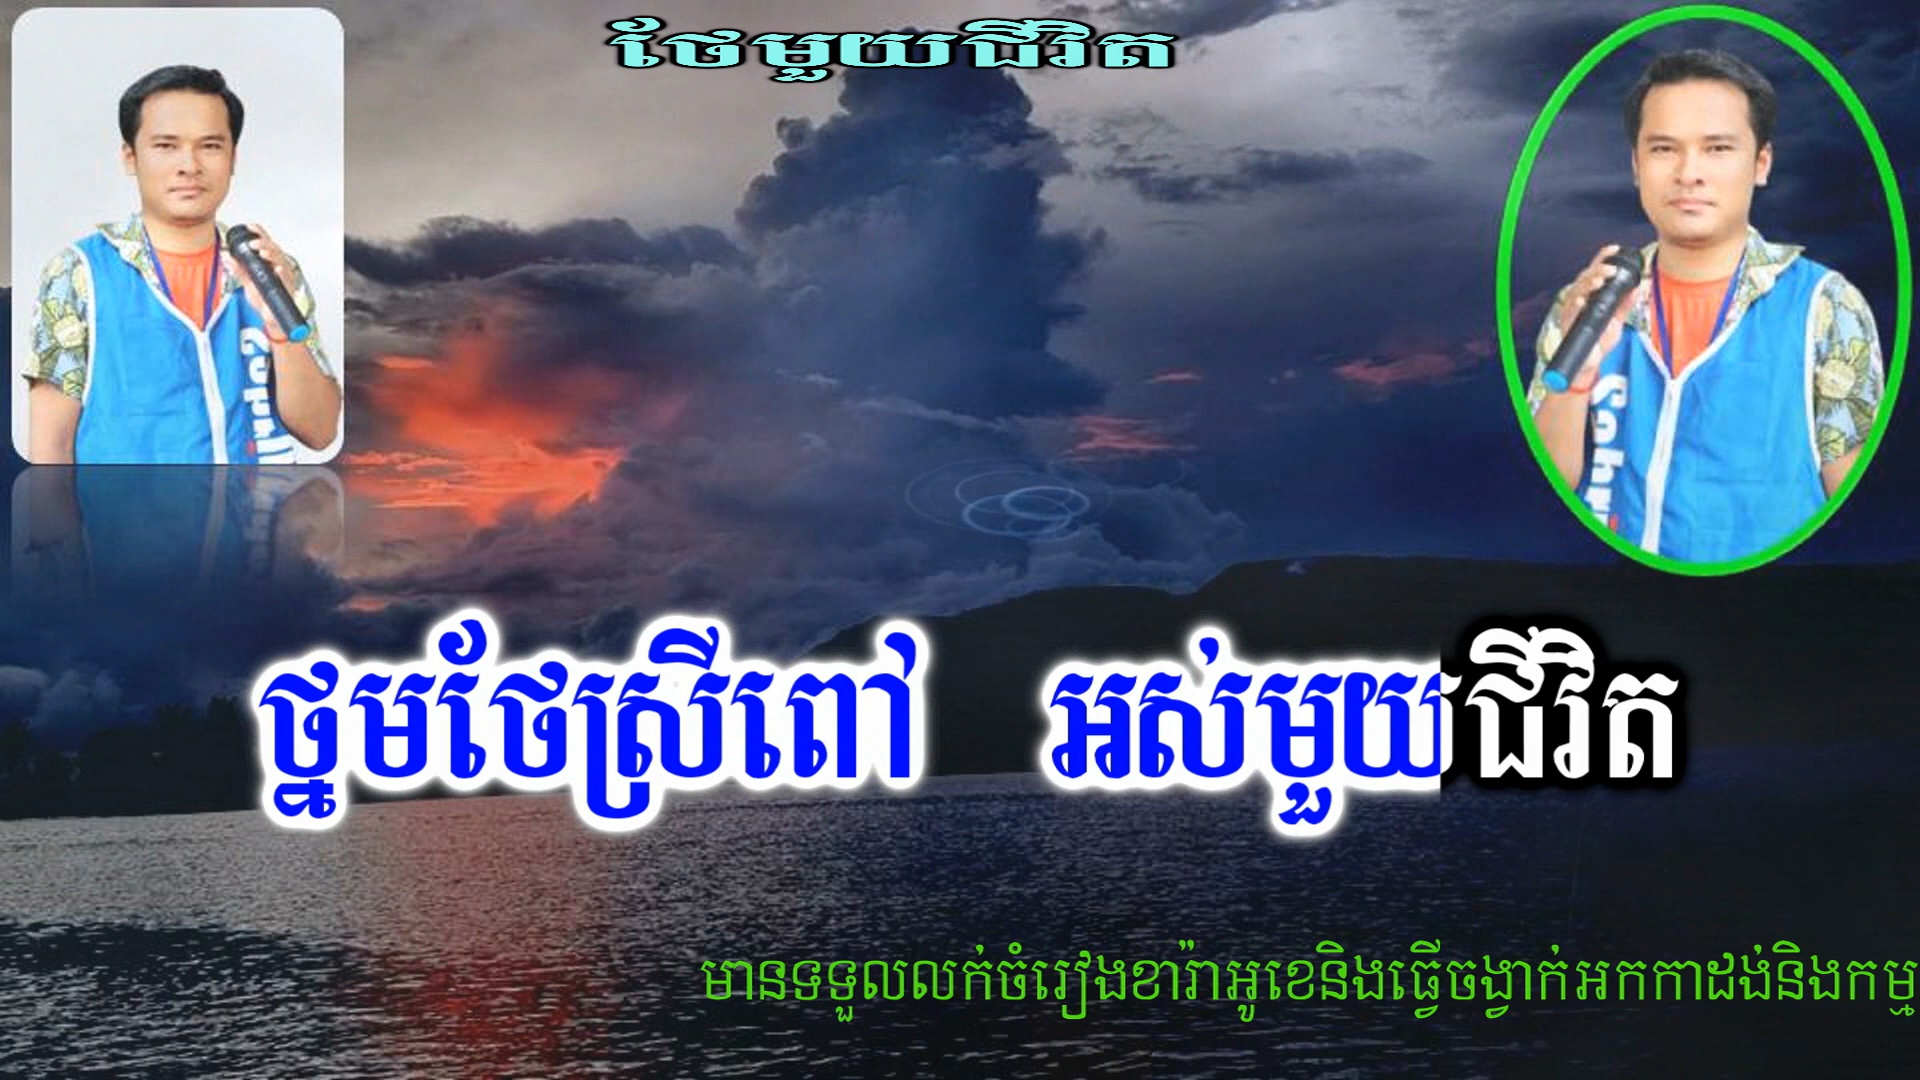 ថែមួយជីវិត
ថ្នមថែស្រីពៅ អស់មួយជីវិត
មានទទួលលក់ចំរៀងខារ៉ាអូខេនិងធ្វើចង្វាក់អកកាដង់និងកម្ម